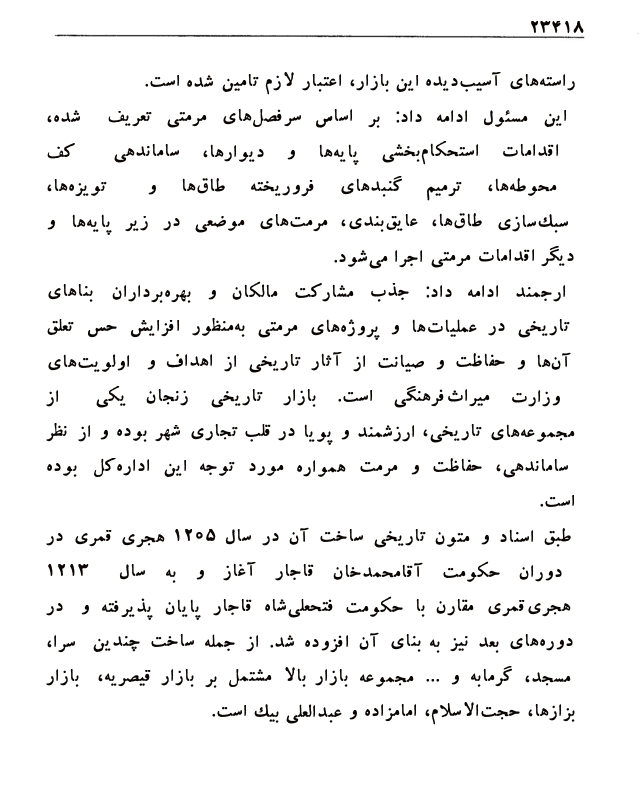 ۲۳۴۱۸
راسته‌های آسیب‌دیده این بازار، اعتبار لازم تامین شده است.
این مسئول ادامه داد: بر اساس سرفصل‌های مرمتی تعریف شده،
اقدامات استحکام‌بخشی پایه‌ها و دیوارها، ساماندهی کف
محوطه‌ها، ترمیم گنبدهای فروریخته طاق‌ها و تویزه‌ها،
سبك‌سازی طاق‌ها، عایق‌بندی، مرمت‌های موضعی در زیر پایه‌ها و
دیگر اقدامات مرمتی اجرا می‌شود.
ارجمند ادامه داد: جذب مشارکت مالکان و بهره‌برداران بناهای
تاریخی در عملیات‌ها و پروژه‌های مرمتی به‌منظور افزایش حس تعلق
آن‌ها و حفاظت و صیانت از آثار تاریخی از اهداف و اولویت‌های
وزارت میراث‌فرهنگی است. بازار تاریخی زنجان یکی از
مجموعه‌های تاریخی، ارزشمند و پویا در قلب تجاری شهر بوده و از نظر
ساماندهی، حفاظت و مرمت همواره مورد توجه این اداره‌کل بوده
است.
طبق اسناد و متون تاریخی ساخت آن در سال ۱۲۰۵ هجری قمری در
دوران حکومت آقامحمدخان قاجار آغاز و به سال ۱۲۱۳
هجری‌قمری مقارن با حکومت فتحعلی‌شاه قاجار پایان پذیرفته و در
دوره‌های بعد نیز به بنای آن افزوده شد. از جمله ساخت چندین سرا،
مسجد، گرمابه و ... مجموعه بازار بالا مشتمل بر بازار قیصریه، بازار
بزازها، حجت‌الاسلام، امامزاده و عبدالعلی بیك است.